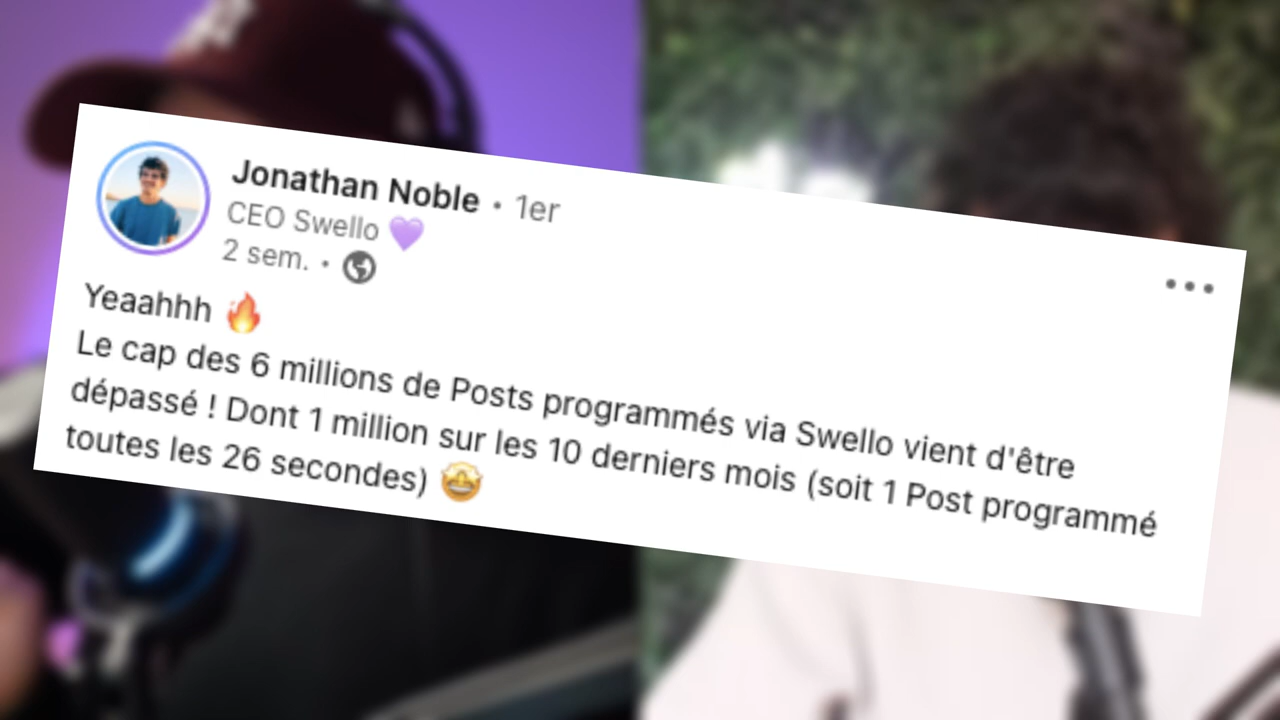 Jonathan Noble • 1er
CEO Swello 💜
2 sem. •
Yeaahhh 🔥
Le cap des 6 millions de Posts programmés via Swello vient d'être
dépassé ! Dont 1 million sur les 10 derniers mois (soit 1 Post programmé
toutes les 26 secondes) 🤩